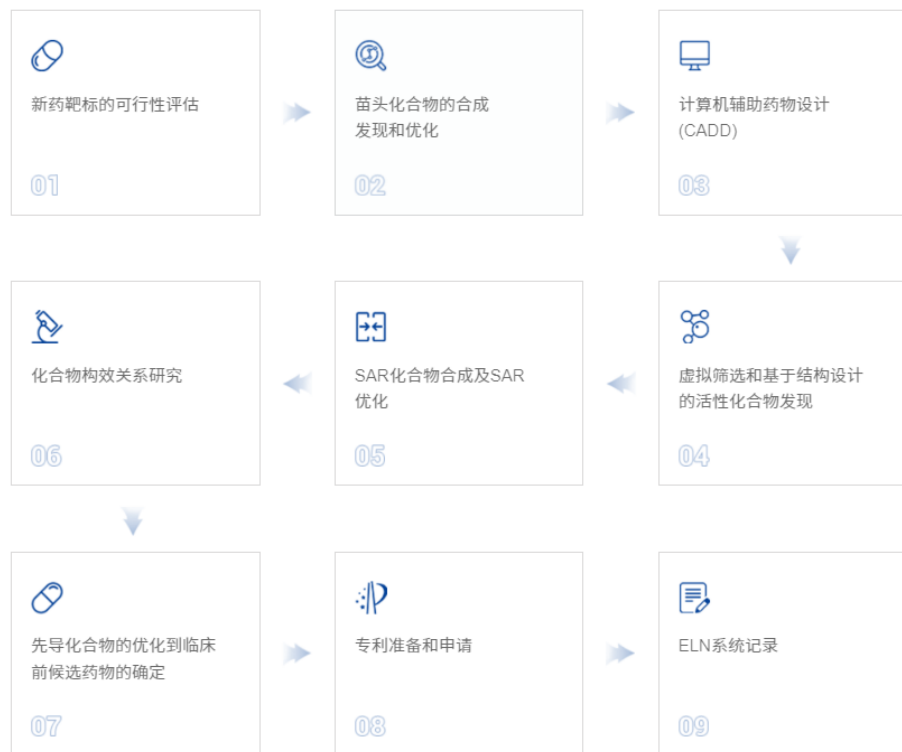 新药靶标的可行性评估
01
苗头化合物的合成
发现和优化
02
计算机辅助药物设计
(CADD)
03
虚拟筛选和基于结构设计
的活性化合物发现
04
SAR化合物合成及SAR
优化
05
化合物构效关系研究
06
先导化合物的优化到临床
前候选药物的确定
07
专利准备和申请
08
ELN系统记录
09